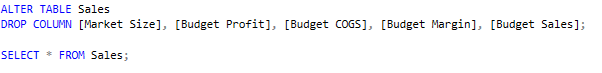 ALTER TABLE Sales
DROP COLUMN [Market Size], [Budget Profit], [Budget COGS], [Budget Margin], [Budget Sales];
SELECT * FROM Sales;